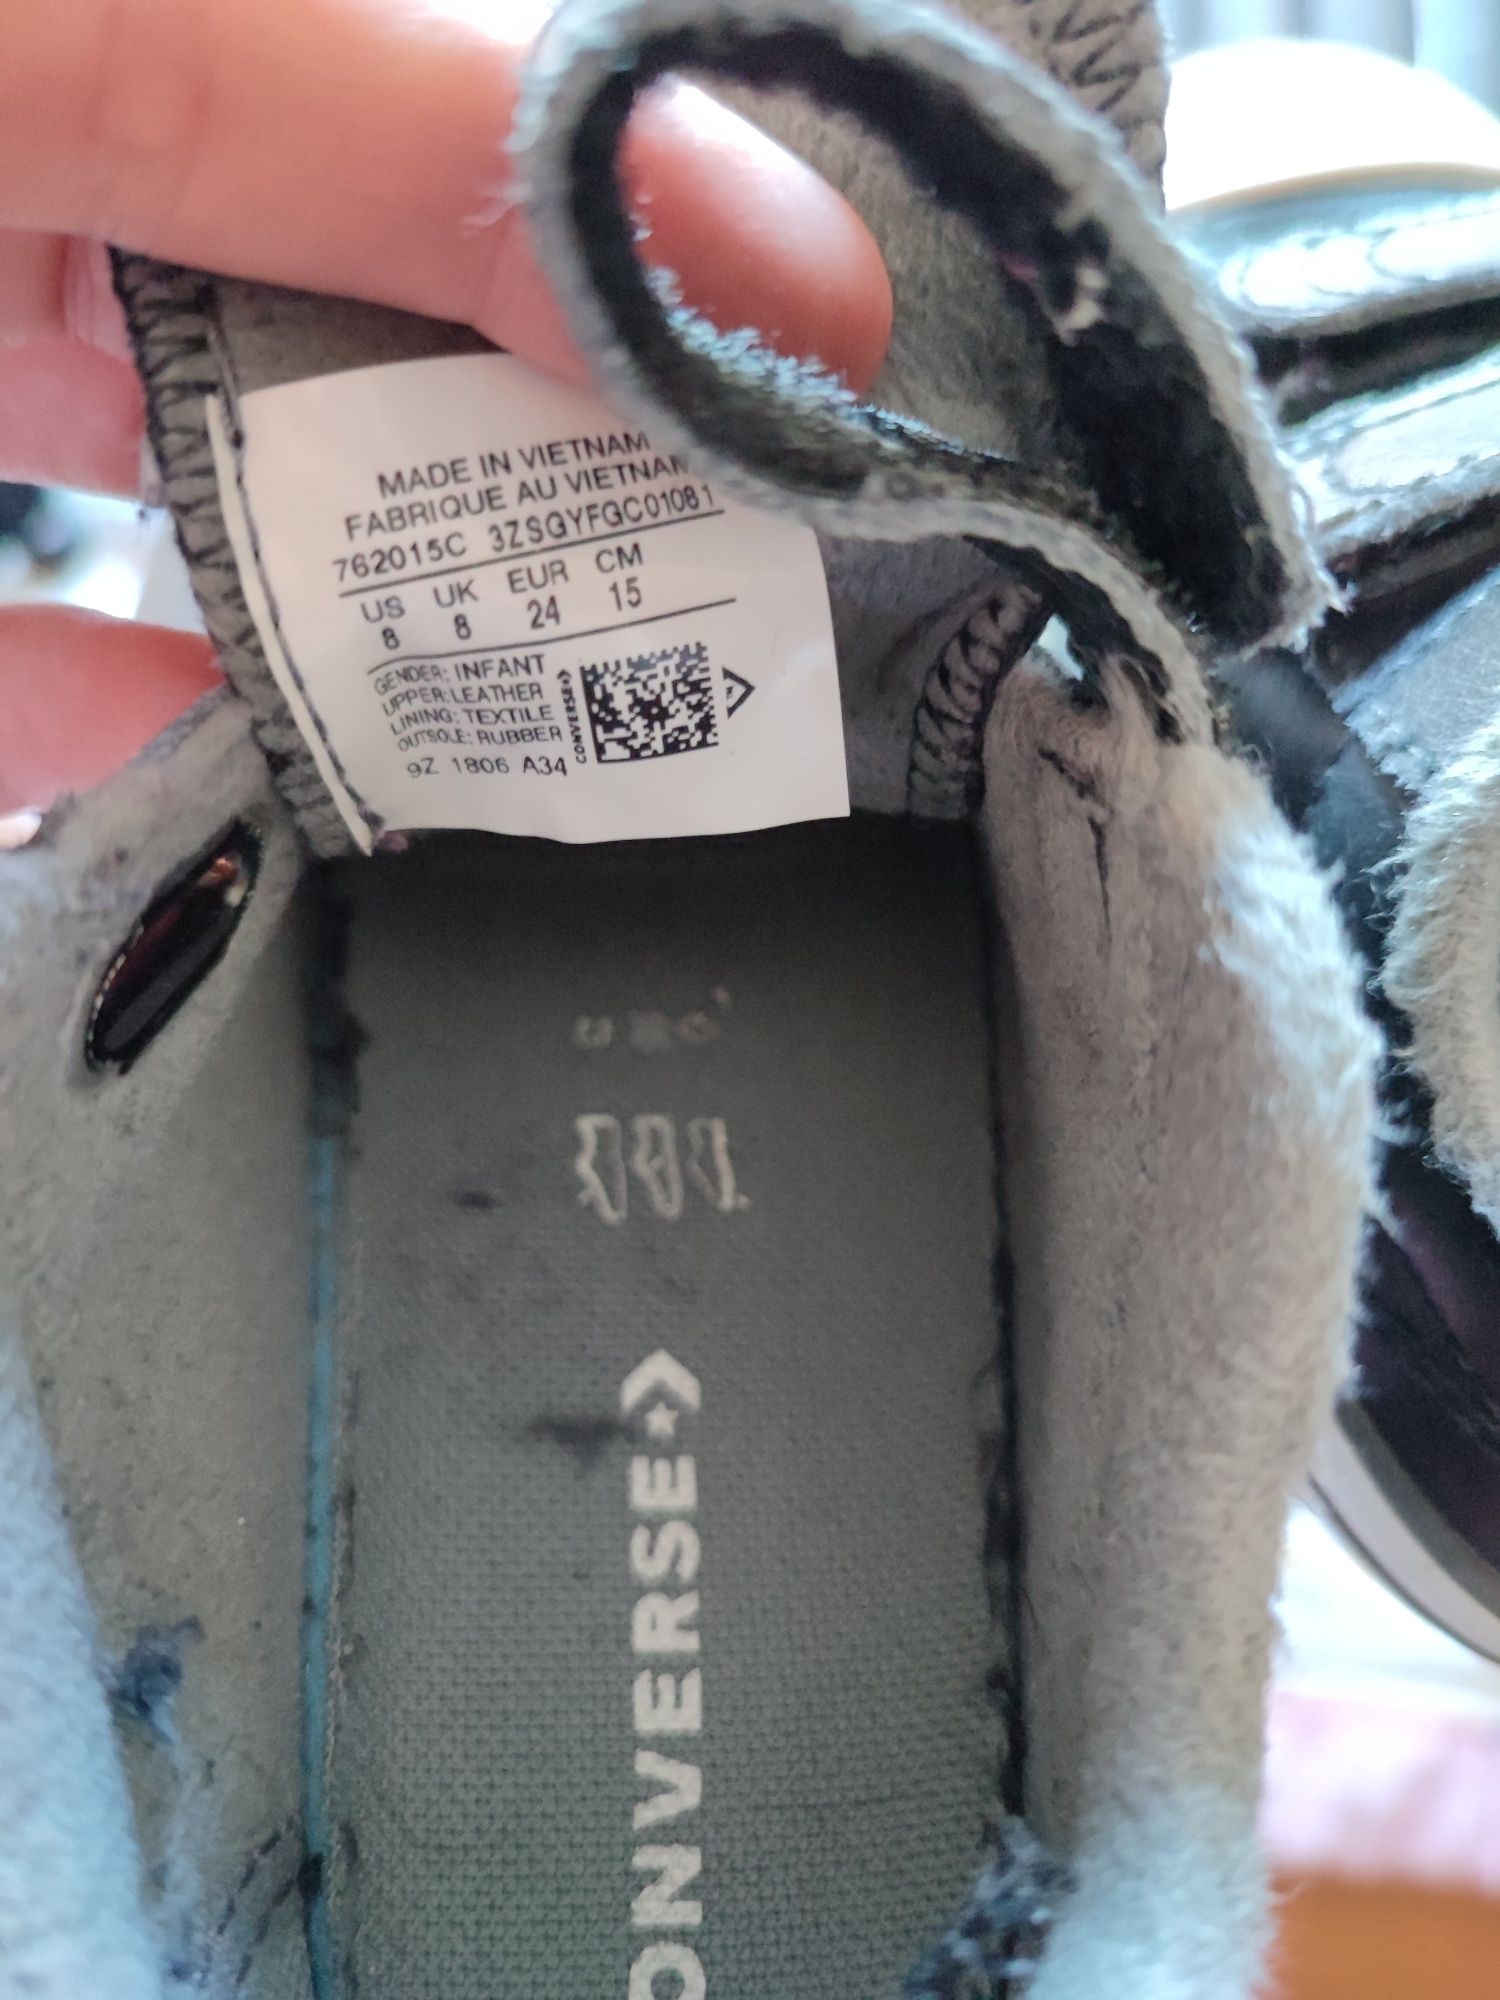 MADE IN VIETNAM
FABRIQUE AU VIETNAM
762015C 3ZSGYFGC01081
US UK EUR CM
8 8 24 15
GENDER: INFANT
UPPER: LEATHER
LINING: TEXTILE
OUTSOLE: RUBBER
9Z 1806 A34
CONVERSE
ONVERSE